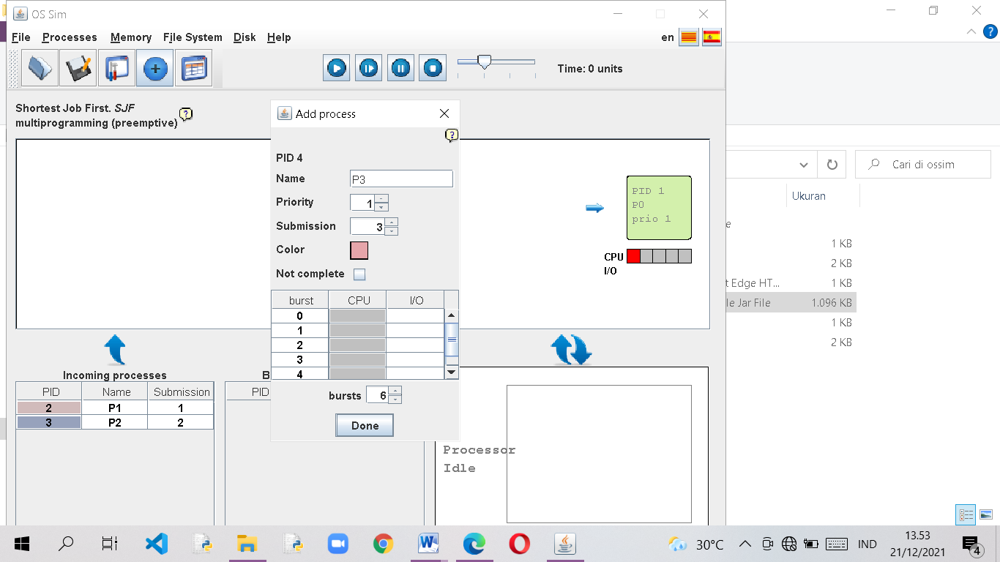 OS Sim
File Processes Memory File System Disk Help
en
Time: 0 units
Shortest Job First. SJF
multiprogramming (preemptive)
?
Add process
?
PID 4
Name P3
Priority 1
Submission 3
Color
Not complete
burst CPU I/O
0
1
2
3
4
bursts 6
Done
PID 1
P0
prio 1
CPU
I/O
Incoming processes
PID Name Submission
2 P1 1
3 P2 2
B
PID
Processor
Idle
?
Cari di ossim
Ukuran
e
1 KB
2 KB
t Edge HT... 1 KB
le Jar File 1.096 KB
1 KB
2 KB
30°C
IND
13.53
21/12/2021
4